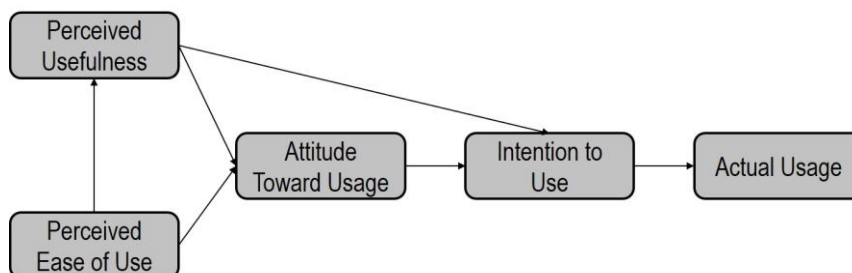 Perceived
Usefulness
Attitude
Toward Usage
Intention to
Use
Actual Usage
Perceived
Ease of Use